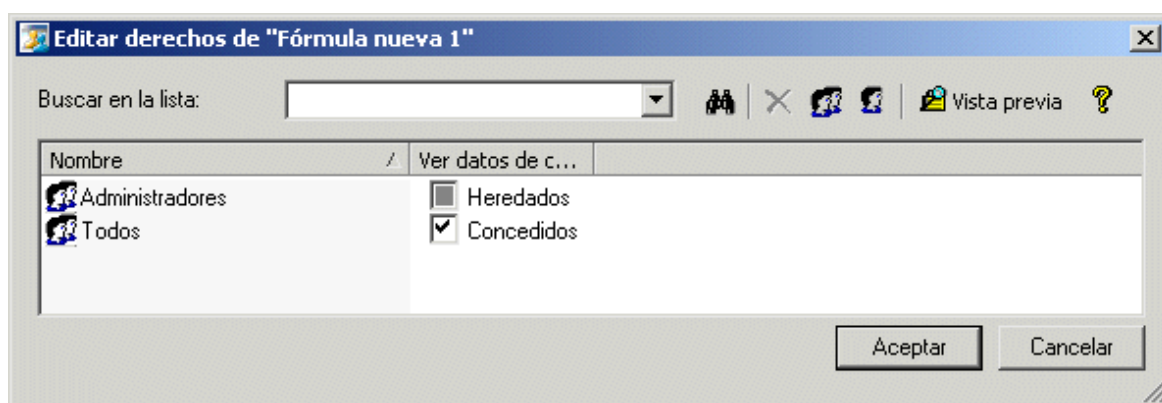 Editar derechos de "Fórmula nueva 1"
Buscar en la lista:
Vista previa
Nombre Ver datos de c...
Administradores Heredados
Todos Concedidos
Aceptar Cancelar